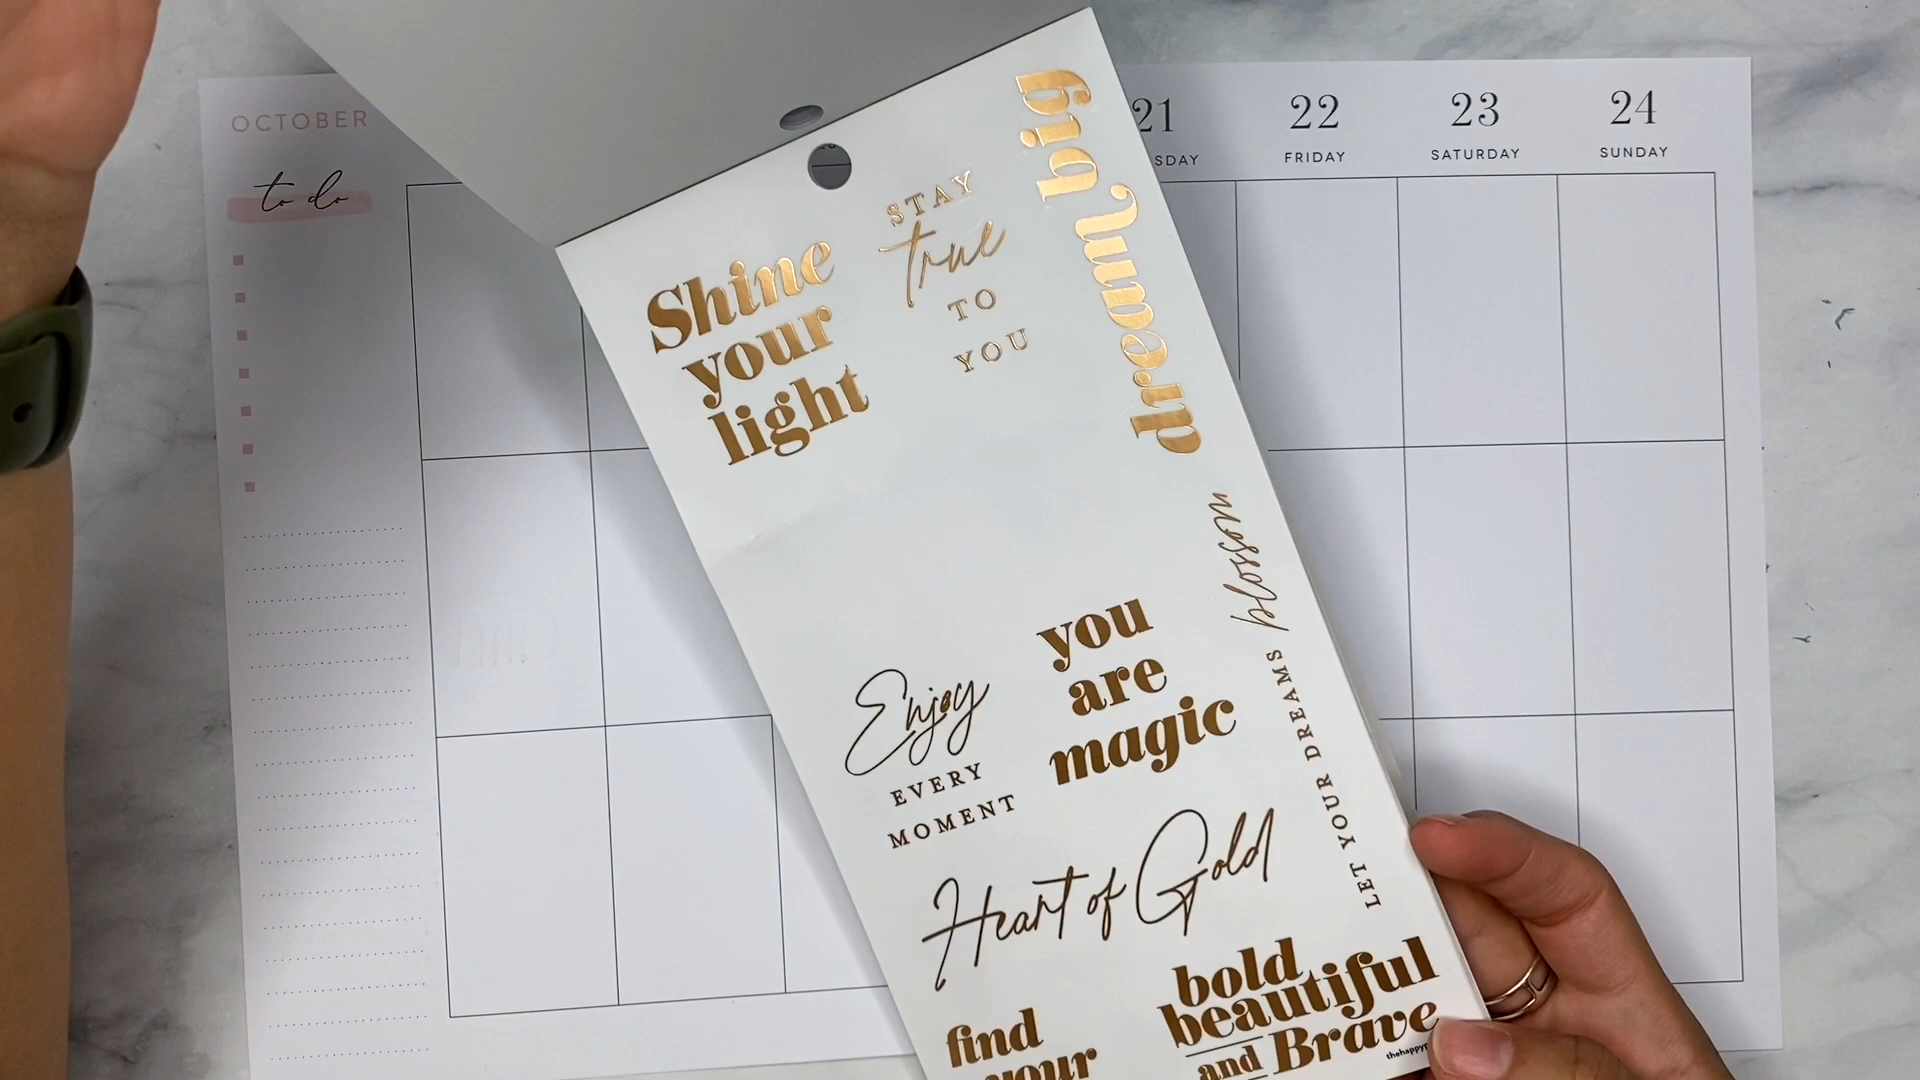 OCTOBER
to do
21
22
FRIDAY
23
SATURDAY
24
SUNDAY
Shine
your
light
STAY
true
TO
YOU
dream big
Enjoy
EVERY
MOMENT
you
are
magic
LET YOUR DREAMS blossom
Heart of Gold
find
your
bold
beautiful
and Brave